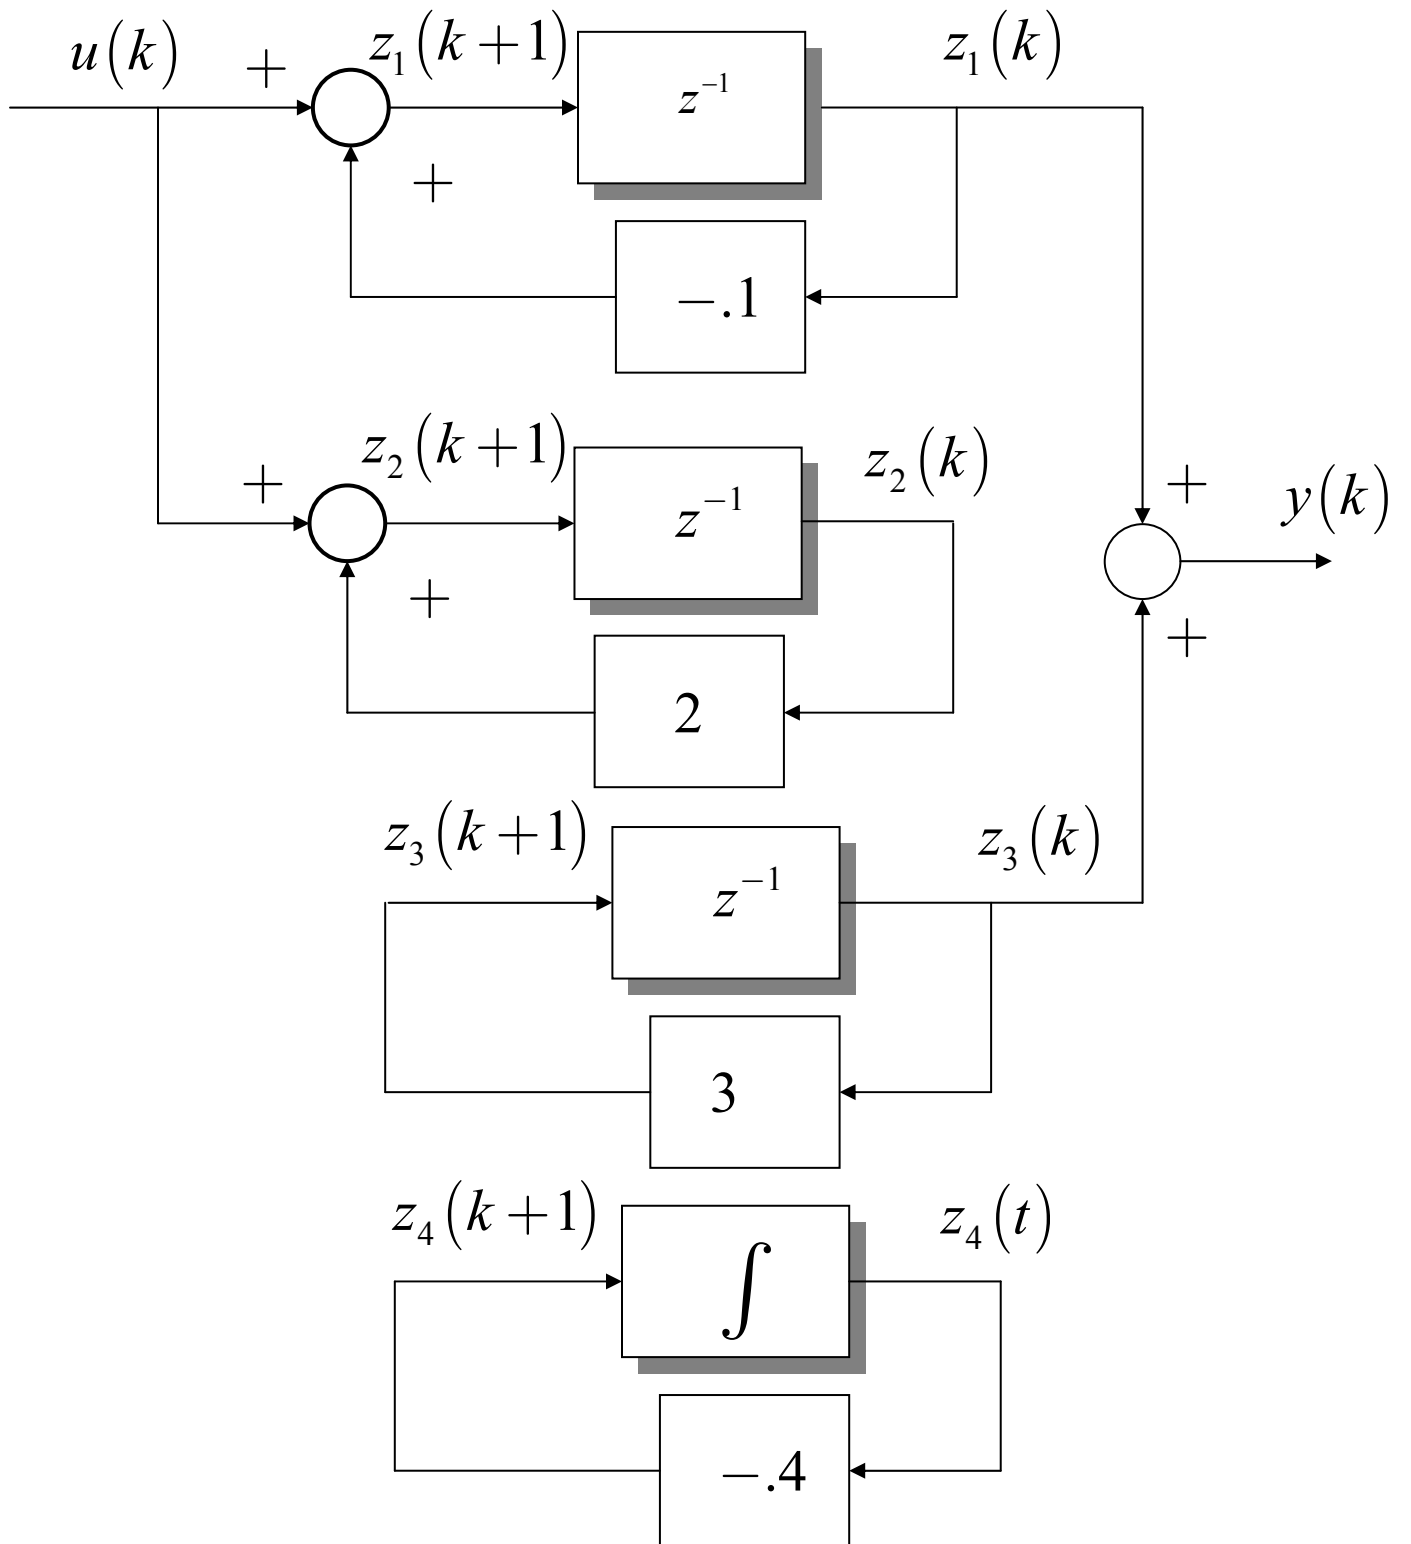 u(k)
+
z₁(k+1)
z⁻¹
z₁(k)
+
−.1
z₂(k+1)
z⁻¹
z₂(k)
+
+
+
y(k)
+
2
z₃(k+1)
z⁻¹
z₃(k)
3
z₄(k+1)
∫
z₄(t)
−.4